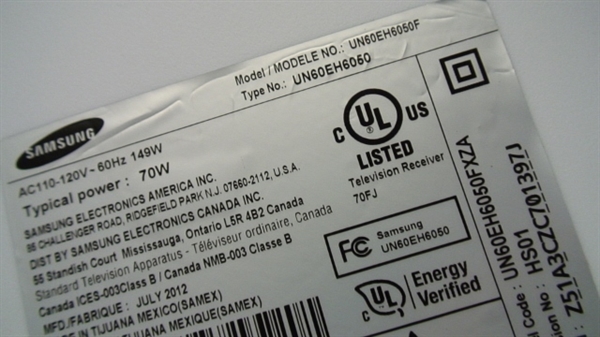 Model / MODELE NO.: UN60EH6050F
Type No.: UN60EH6050
SAMSUNG
AC110-120V~60Hz 149W
Typical power : 70W
SAMSUNG ELECTRONICS AMERICA INC.
85 CHALLENGER ROAD, RIDGEFIELD PARK N.J. 07660-2112, U.S.A.
DIST BY SAMSUNG ELECTRONICS CANADA INC.
55 Standish Court Mississauga, Ontario L5R 4B2 Canada
Standard Television Apparatus - Téléviseur ordinaire, Canada
Canada ICES-003Class B / Canada NMB-003 Classe B
MFD./FABRIQUE : JULY 2012
IN TIJUANA MEXICO(SAMEX)
TIJUANA MEXIQUE(SAMEX)
C UL US
LISTED
Television Receiver
70FJ
FC Samsung
UN60EH6050
UL Energy
Verified
Code : UN60EH6050FXZA
on No : HS01
Z51A3CZC701597J